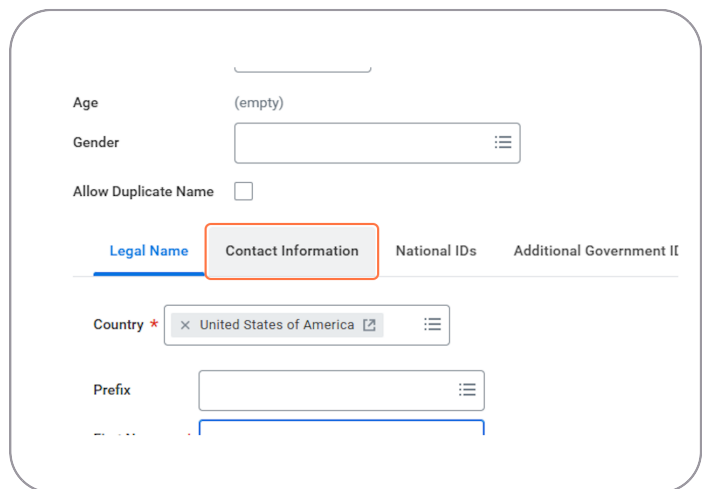 Age (empty)
Gender
Allow Duplicate Name
Legal Name Contact Information National IDs Additional Government
Country * × United States of America
Prefix